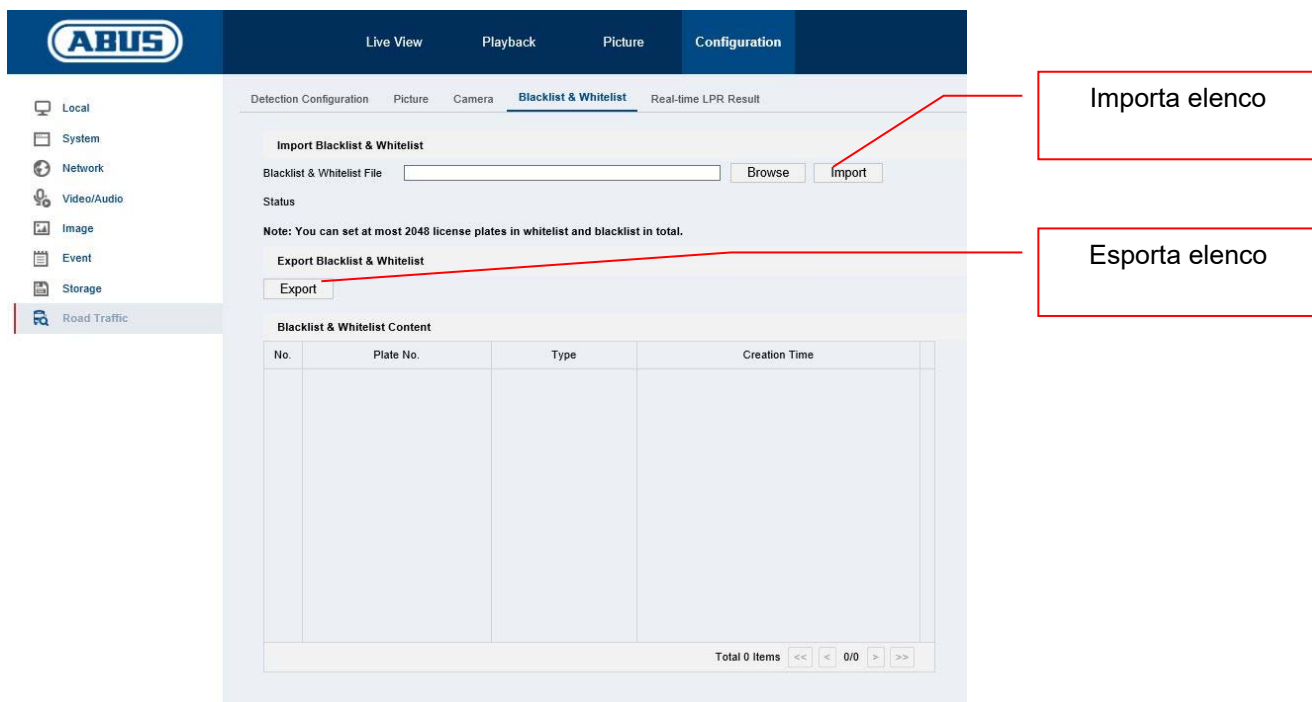 ABUS
Live View Playback Picture Configuration
Local
System
Network
Video/Audio
Image
Event
Storage
Road Traffic
Detection Configuration Picture Camera Blacklist & Whitelist Real-time LPR Result
Import Blacklist & Whitelist
Blacklist & Whitelist File Browse Import
Status
Note: You can set at most 2048 license plates in whitelist and blacklist in total.
Export Blacklist & Whitelist
Export
Blacklist & Whitelist Content
No. Plate No. Type Creation Time
Total 0 Items << < 0/0 > >>
Importa elenco
Esporta elenco